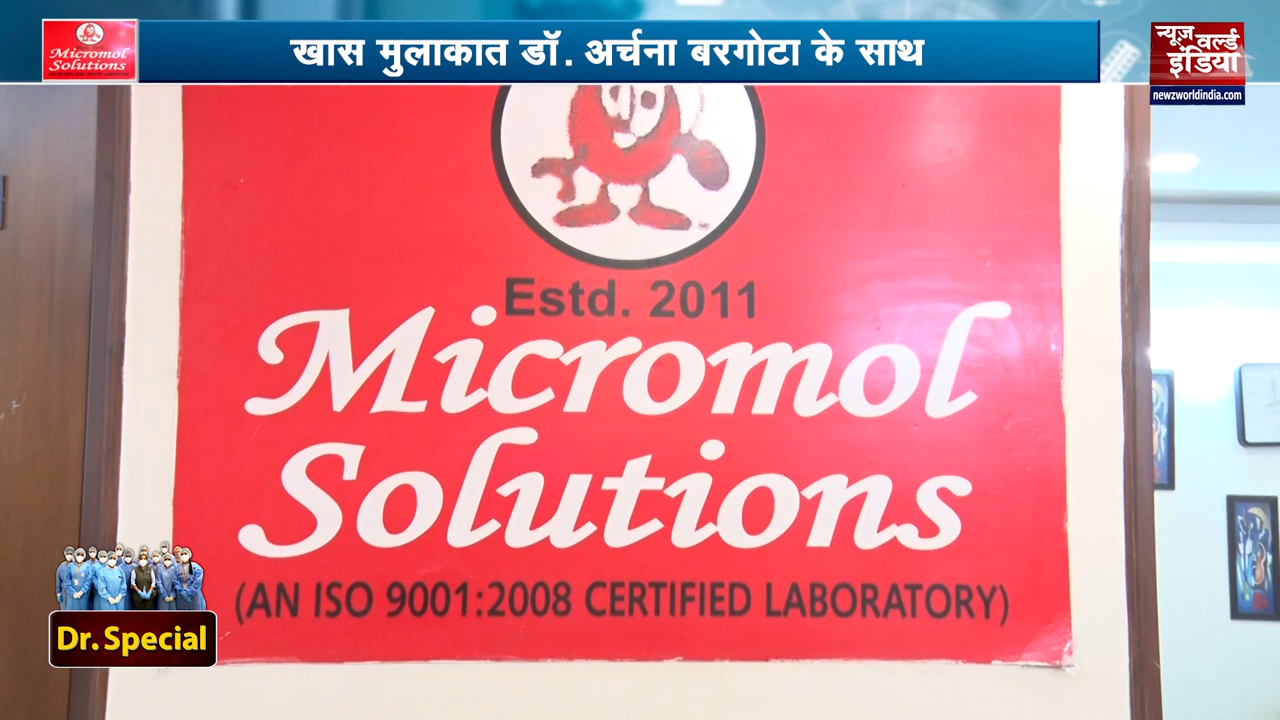 Micromol
Solutions
खास मुलाकात डॉ. अर्चना बरगोटा के साथ
न्यूज़ वर्ल्ड
इंडिया
newzworldindia.com
Estd. 2011
Micromol
Solutions
(AN ISO 9001:2008 CERTIFIED LABORATORY)
Dr. Special